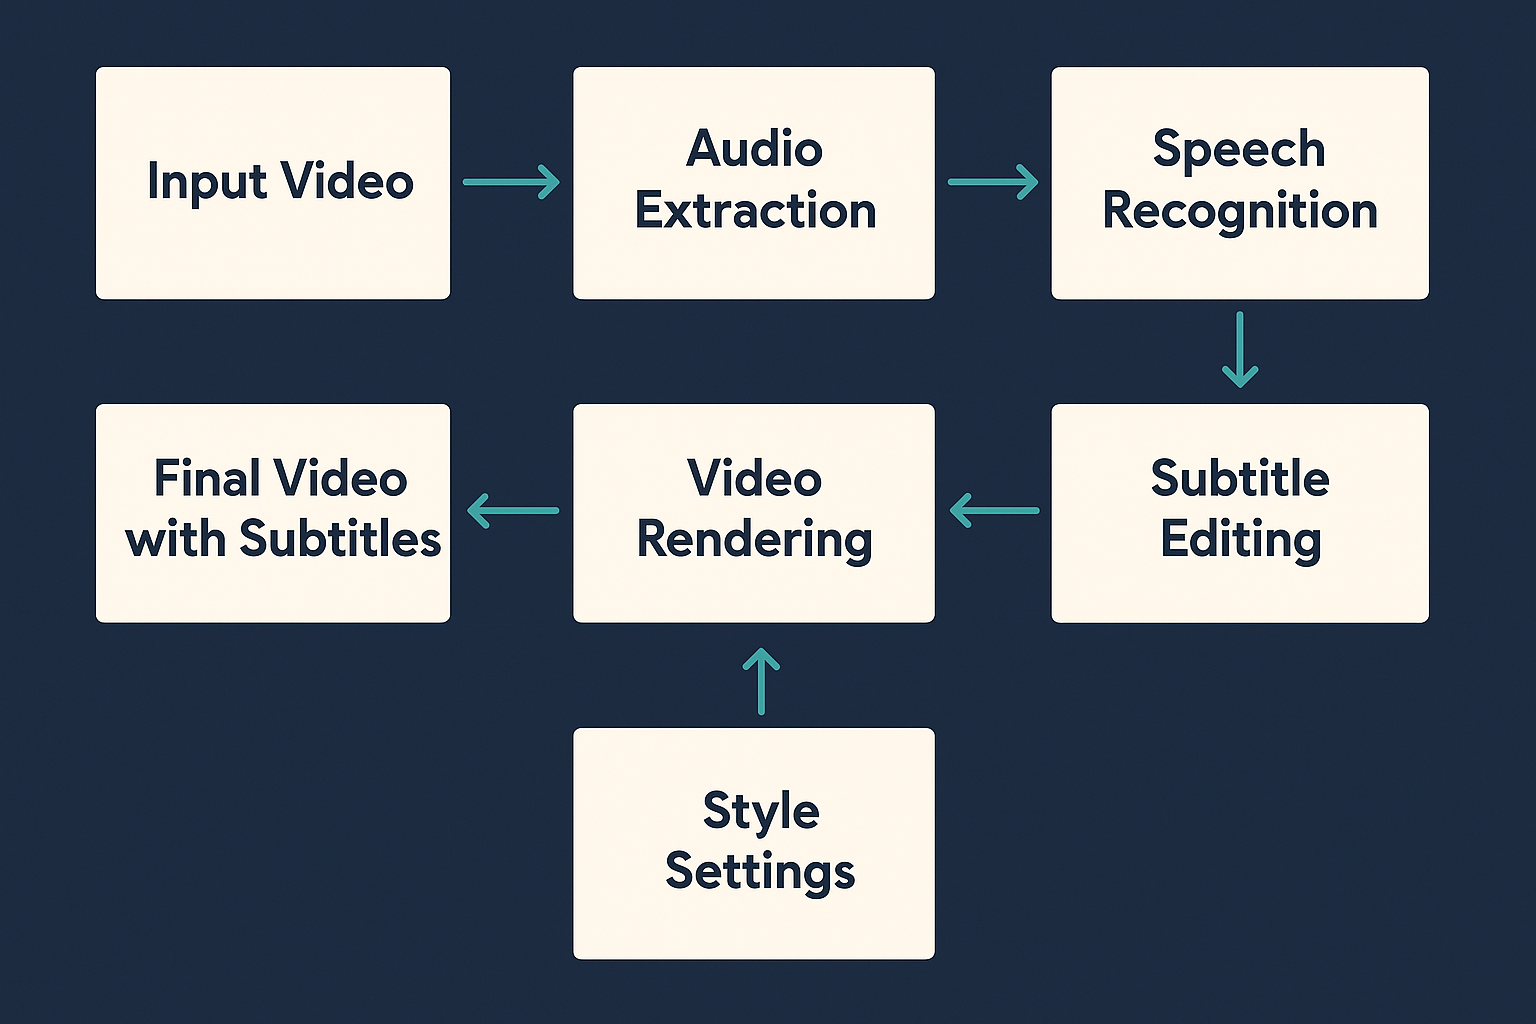 Input Video
Audio
Extraction
Speech
Recognition
Final Video
with Subtitles
Video
Rendering
Subtitle
Editing
Style
Settings